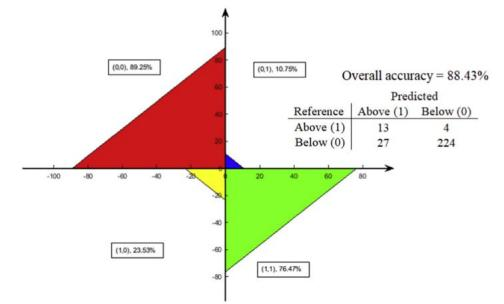 100
(0,0), 89.25%
80
(0,1), 10.75%
Overall accuracy = 88.43%
60
Predicted
Reference Above (1) Below (0)
40
Above (1) 13 4
20
Below (0) 27 224
-100 -80 -60 -40 -20 0 20 40 60 80
-20
-40
(1,0), 23.53%
-60
(1,1), 76.47%
-80